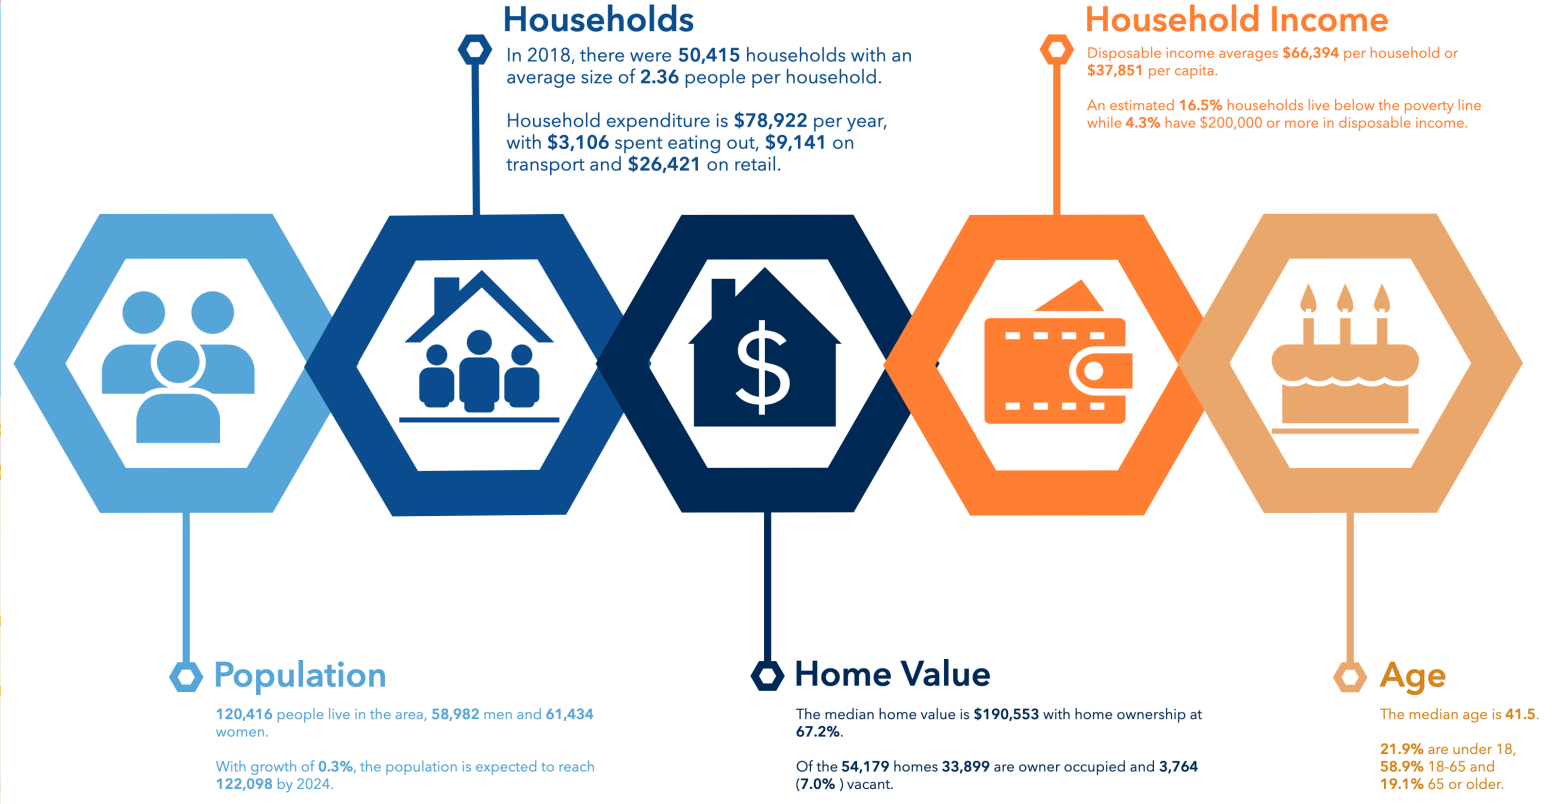 Households
In 2018, there were 50,415 households with an
average size of 2.36 people per household.
Household expenditure is $78,922 per year,
with $3,106 spent eating out, $9,141 on
transport and $26,421 on retail.
Household Income
Disposable income averages $66,394 per household or
$37,851 per capita.
An estimated 16.5% households live below the poverty line
while 4.3% have $200,000 or more in disposable income.
$
Population
120,416 people live in the area, 58,982 men and 61,434
women.
With growth of 0.3%, the population is expected to reach
122,098 by 2024.
Home Value
The median home value is $190,553 with home ownership at
67.2%.
Of the 54,179 homes 33,899 are owner occupied and 3,764
(7.0% ) vacant.
Age
The median age is 41.5.
21.9% are under 18,
58.9% 18-65 and
19.1% 65 or older.